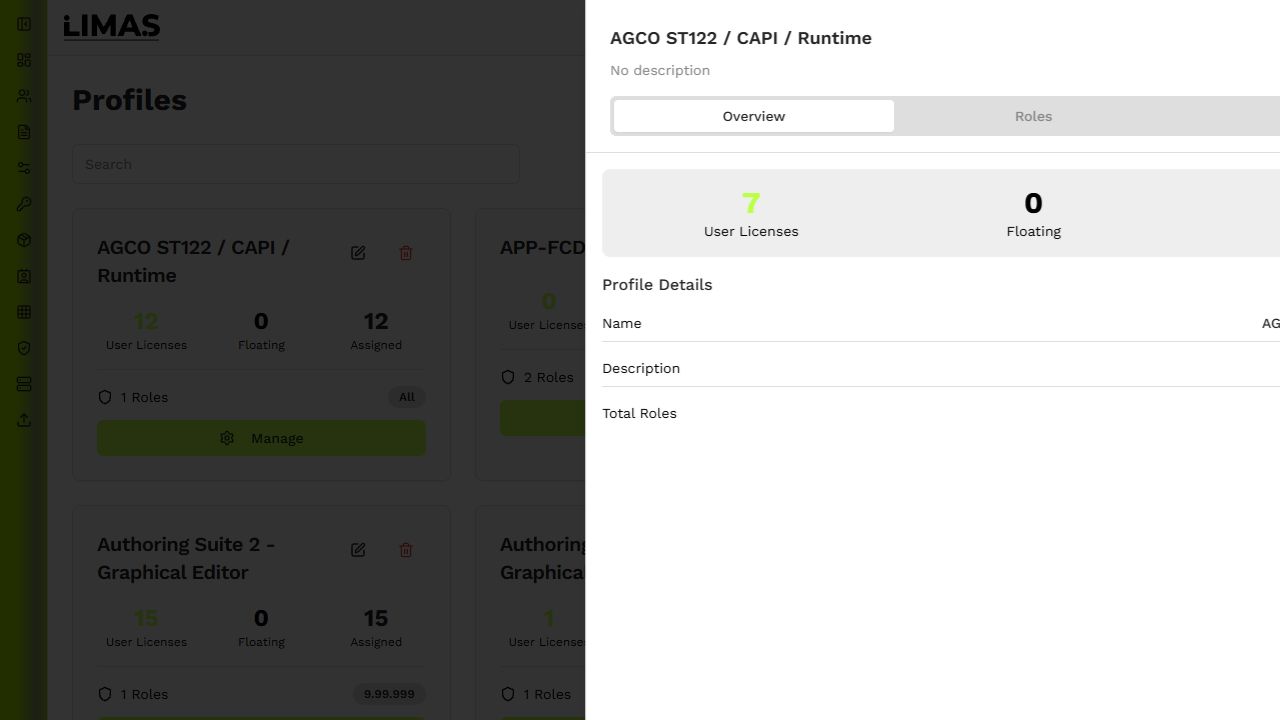 LIMAS
Profiles
Search
AGCO ST122 / CAPI /
Runtime
12
User Licenses
0
Floating
12
Assigned
1 Roles
All
Manage
APP-FCD
0
User Licenses
2 Roles
Authoring Suite 2 -
Graphical Editor
15
User Licenses
0
Floating
15
Assigned
1 Roles
9.99.999
Authoring
Graphical
1
User Licenses
1 Roles
AGCO ST122 / CAPI / Runtime
No description
Overview
Roles
7
User Licenses
0
Floating
Profile Details
Name
AG
Description
Total Roles